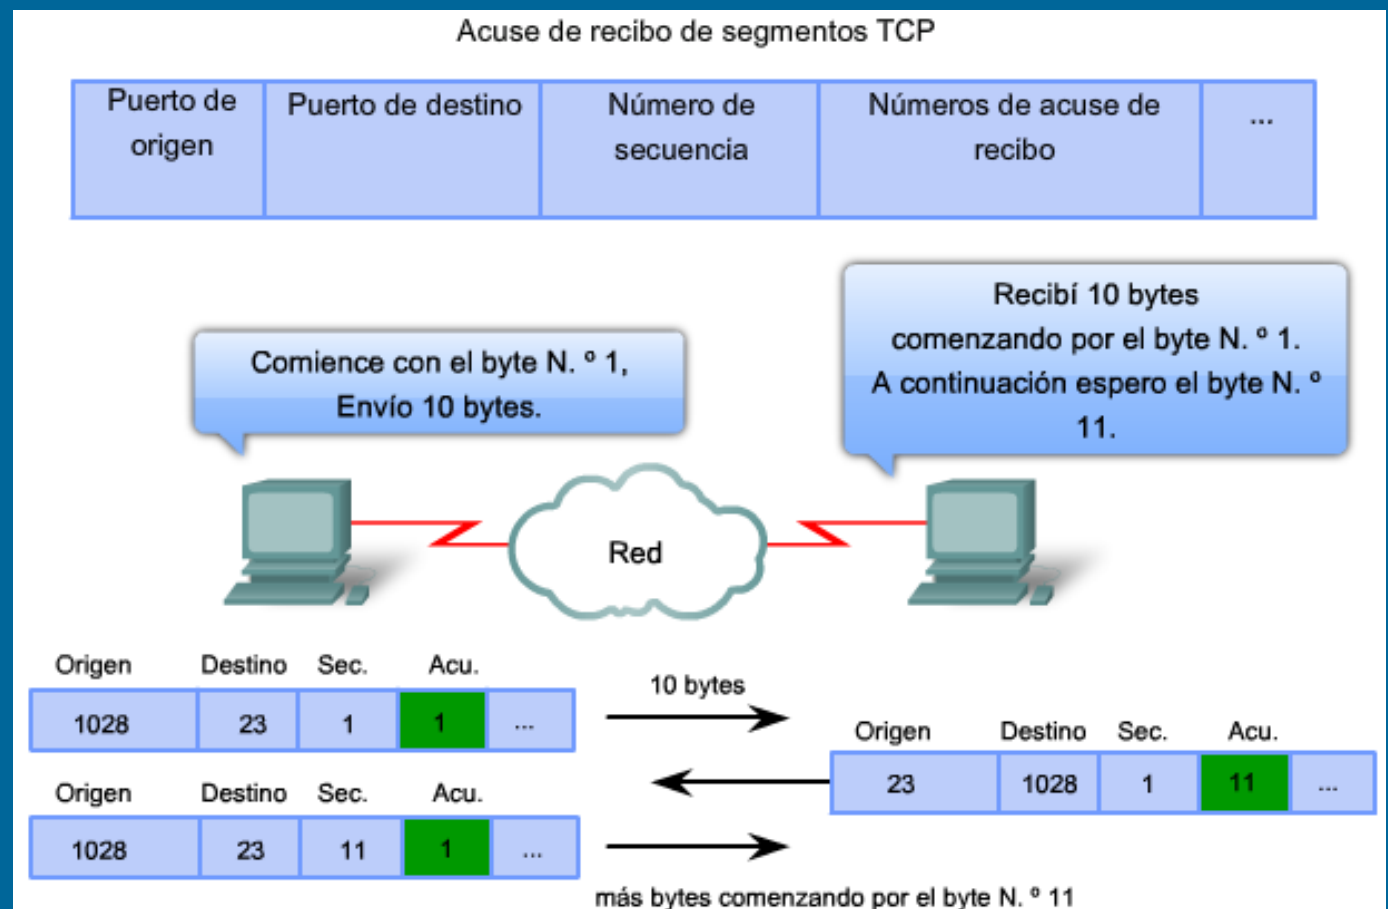 Acuse de recibo de segmentos TCP
Puerto de origen
Puerto de destino
Número de secuencia
Números de acuse de recibo
...
Comience con el byte N. º 1,
Envío 10 bytes.
Recibí 10 bytes
comenzando por el byte N. º 1.
A continuación espero el byte N. º
11.
Red
Origen Destino Sec. Acu.
1028 23 1 1 ...
10 bytes
Origen Destino Sec. Acu.
23 1028 1 11 ...
Origen Destino Sec. Acu.
1028 23 11 1 ...
más bytes comenzando por el byte N. º 11